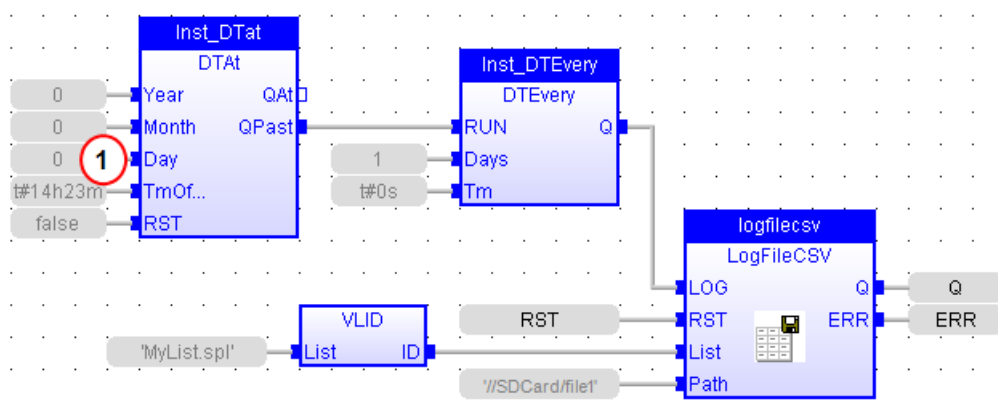 Inst_DTat
DTAt
0 Year QAt
0 Month QPast
0 1 Day
t#14h23m TmOf...
false RST
Inst_DTEvery
DTEvery
RUN Q
1 Days
t#0s Tm
logfilecsv
LogFileCSV
LOG Q Q
RST RST ERR ERR
List
'//SDCard/file1' Path
VLID
'MyList.spl' List ID